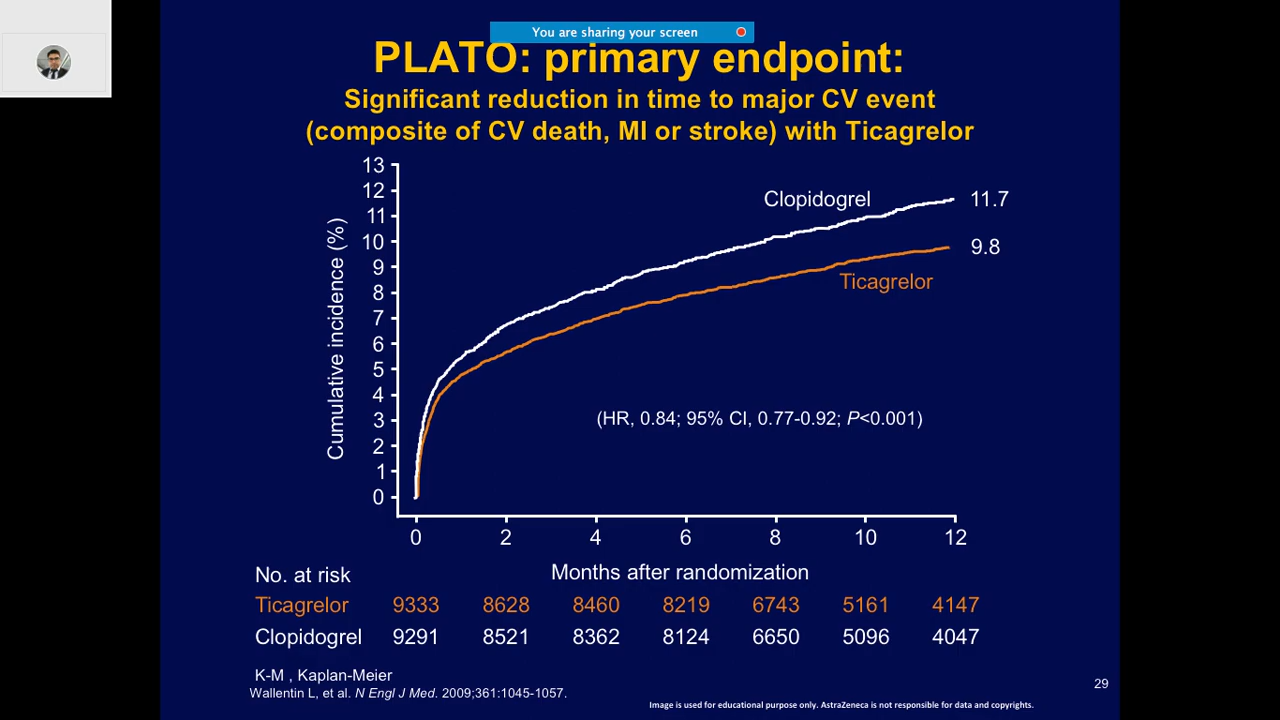 You are sharing your screen
PLATO: primary endpoint:
Significant reduction in time to major CV event
(composite of CV death, MI or stroke) with Ticagrelor
13
12
11
10
9
8
7
6
5
4
3
2
1
0
Cumulative incidence (%)
Clopidogrel 11.7
9.8
Ticagrelor
(HR, 0.84; 95% CI, 0.77-0.92; P<0.001)
0 2 4 6 8 10 12
Months after randomization
No. at risk
Ticagrelor 9333 8628 8460 8219 6743 5161 4147
Clopidogrel 9291 8521 8362 8124 6650 5096 4047
K-M , Kaplan-Meier
Wallentin L, et al. N Engl J Med. 2009;361:1045-1057.
29
Image is used for educational purpose only. AstraZeneca is not responsible for data and copyrights.